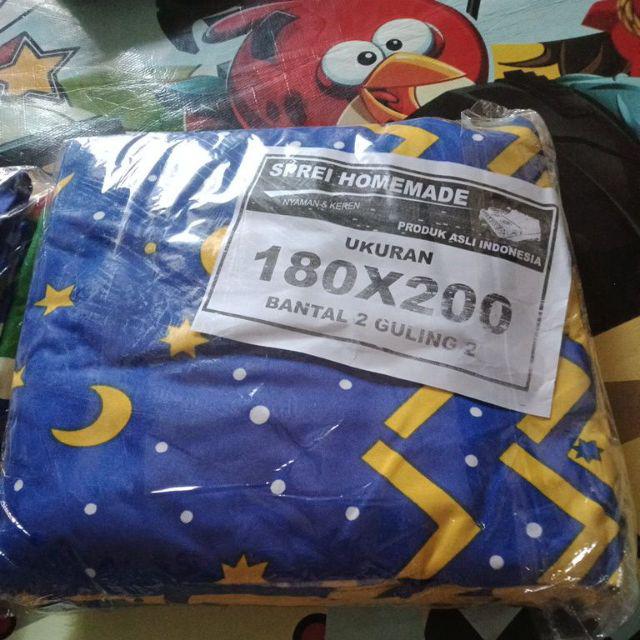 SPREI HOMEMADE
NYAMAN & KEREN
PRODUK ASLI INDONESIA
UKURAN
180X200
BANTAL 2 GULING 2